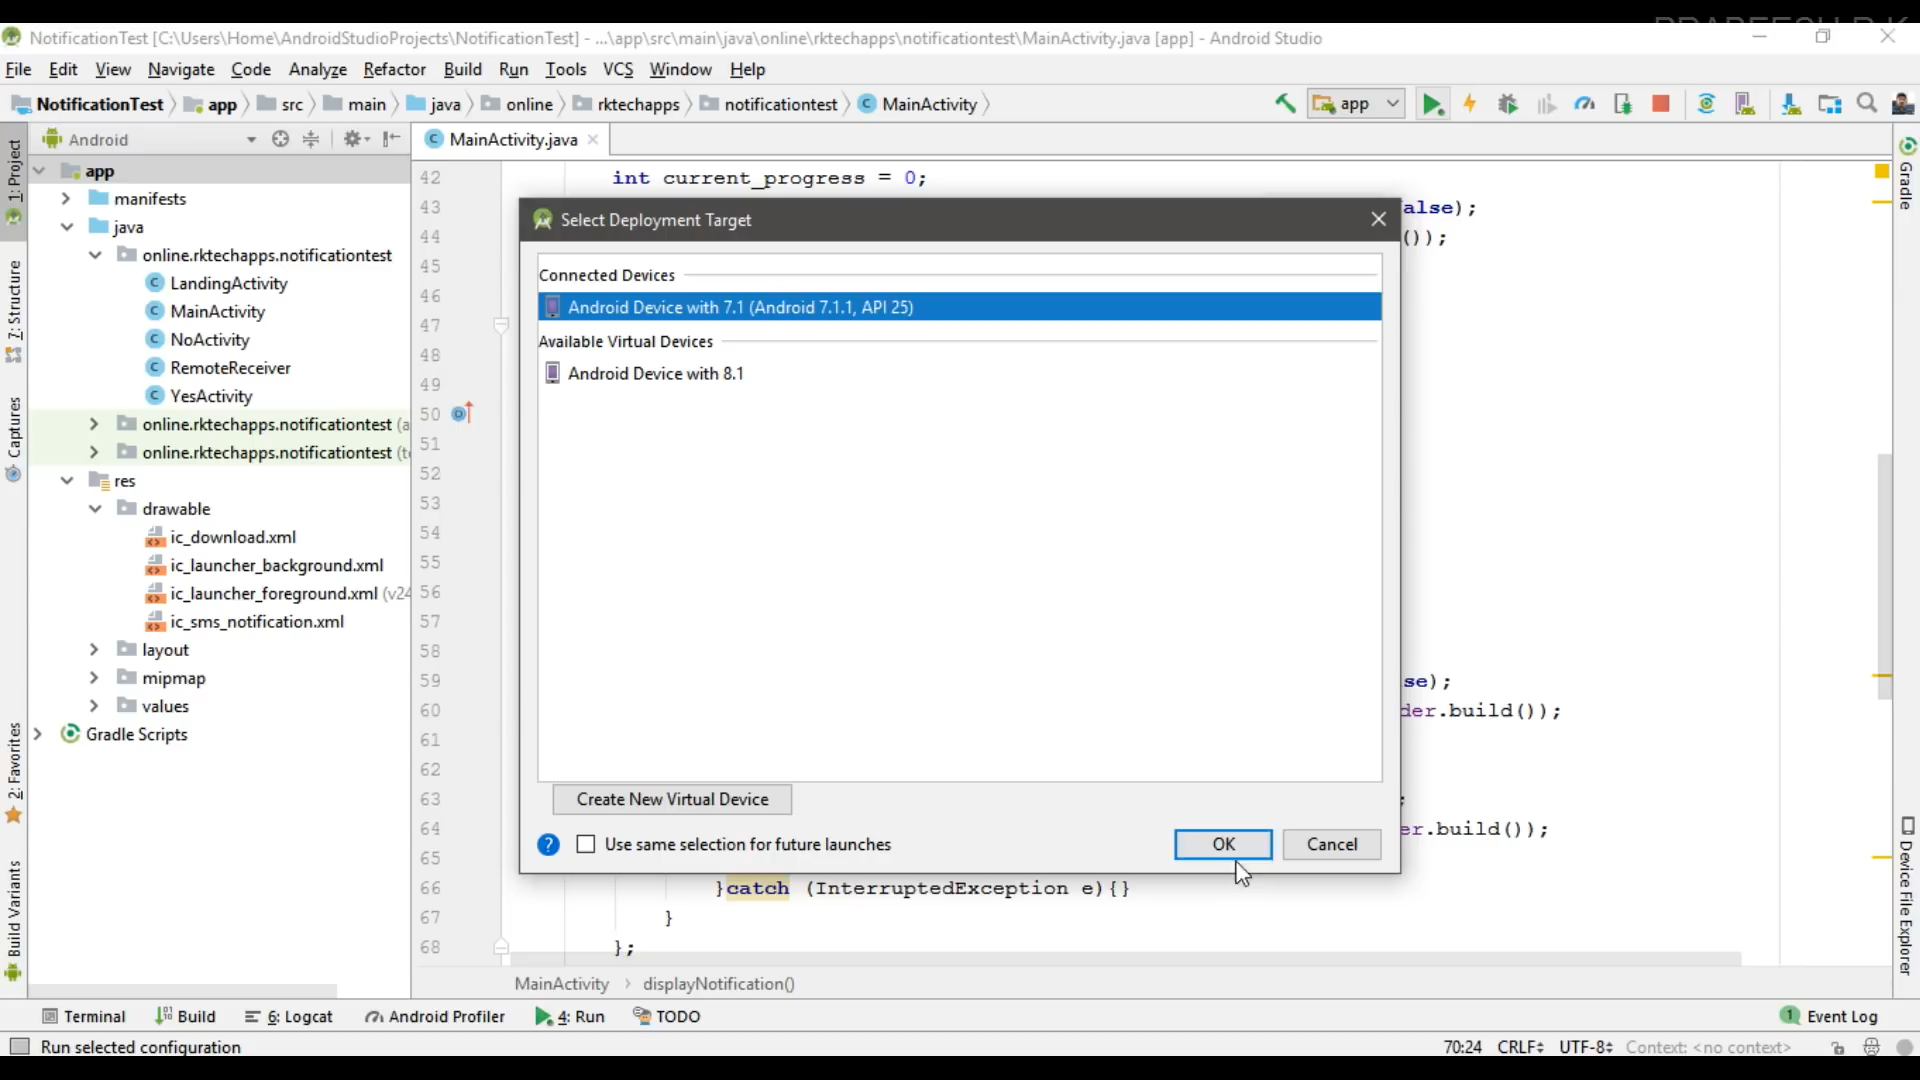 NotificationTest [C:\Users\Home\AndroidStudioProjects\NotificationTest] - ...\app\src\main\java\online\rktechapps\notificationtest\MainActivity.java [app] - Android Studio
File Edit View Navigate Code Analyze Refactor Build Run Tools VCS Window Help
NotificationTest app src main java online rktechapps notificationtest MainActivity app
Android
MainActivity.java
1: Project
7: Structure
Captures
2: Favorites
Build Variants
app
manifests
java
online.rktechapps.notificationtest
LandingActivity
MainActivity
NoActivity
RemoteReceiver
YesActivity
online.rktechapps.notificationtest (a
online.rktechapps.notificationtest (t
res
drawable
ic_download.xml
ic_launcher_background.xml
ic_launcher_foreground.xml (v24
ic_sms_notification.xml
layout
mipmap
values
Gradle Scripts
42 int current_progress = 0;
43 alse);
44 ());
45
46
47
48
49
50
51
52
53
54
55
56
57
58
59 se);
60 der.build());
61
62
63 ;
64 er.build());
65
66 }catch (InterruptedException e){}
67 }
68 };
Select Deployment Target
Connected Devices
Android Device with 7.1 (Android 7.1.1, API 25)
Available Virtual Devices
Android Device with 8.1
Create New Virtual Device
? Use same selection for future launches
OK Cancel
MainActivity › displayNotification()
Gradle
Device File Explorer
Terminal Build 6: Logcat Android Profiler 4: Run TODO 1 Event Log
Run selected configuration 70:24 CRLF UTF-8 Context: <no context>